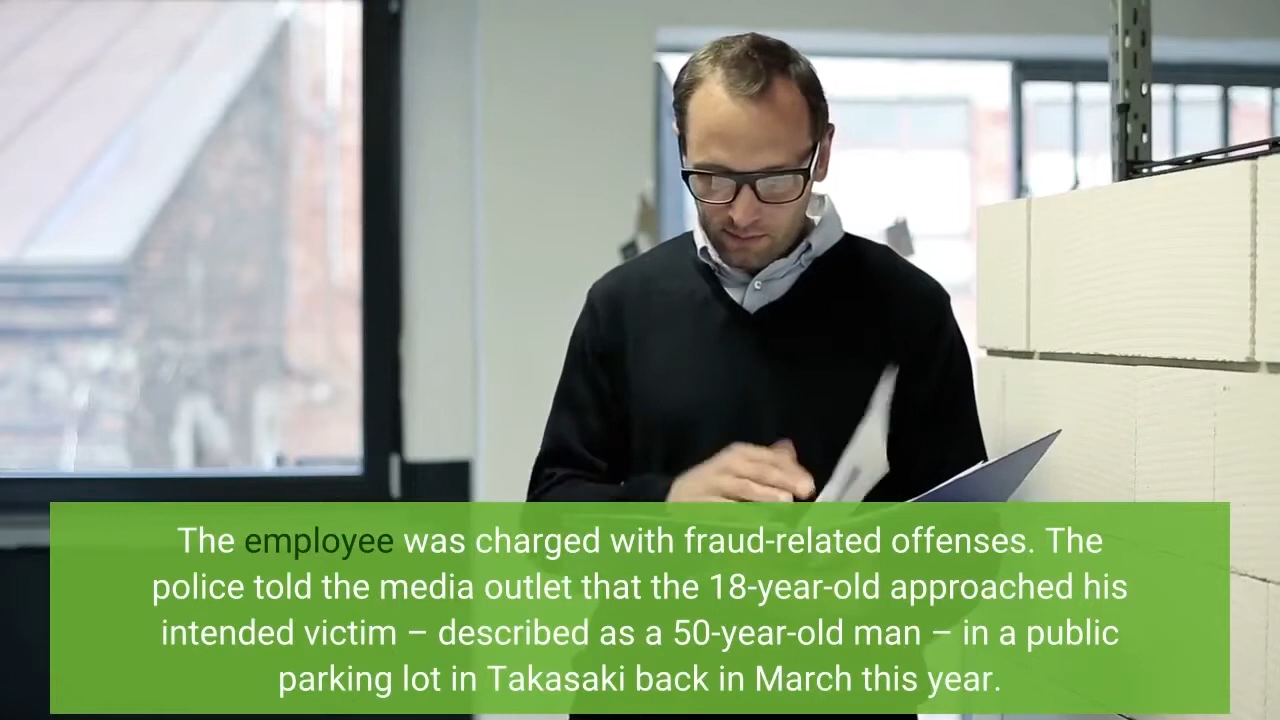 The employee was charged with fraud-related offenses. The
police told the media outlet that the 18-year-old approached his
intended victim – described as a 50-year-old man – in a public
parking lot in Takasaki back in March this year.